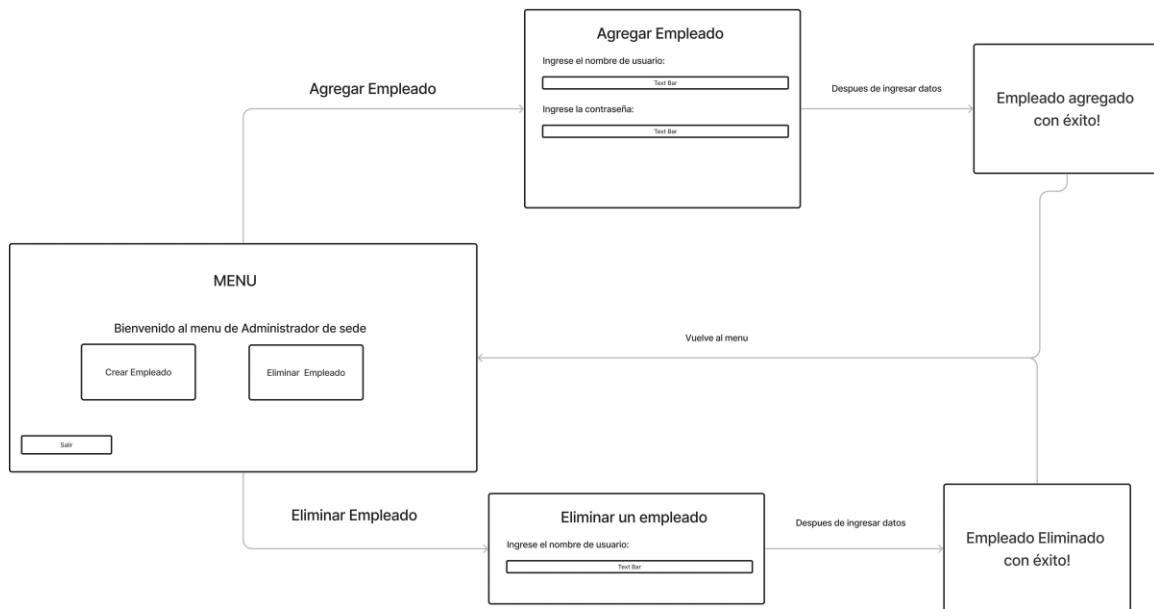 Agregar Empleado
Ingrese el nombre de usuario:
Text Bar
Ingrese la contraseña:
Text Bar
Agregar Empleado
Despues de ingresar datos
Empleado agregado
con éxito!
MENU
Bienvenido al menu de Administrador de sede
Crear Empleado
Eliminar Empleado
Salir
Vuelve al menu
Eliminar Empleado
Eliminar un empleado
Ingrese el nombre de usuario:
Text Bar
Despues de ingresar datos
Empleado Eliminado
con éxito!